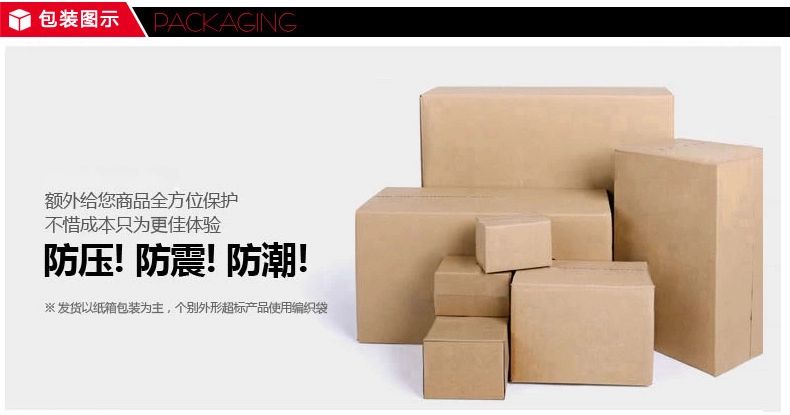 包装图示 PACKAGING
额外给您商品全方位保护
不惜成本只为更佳体验
防压! 防震! 防潮!
※ 发货以纸箱包装为主，个别外形超标产品使用编织袋